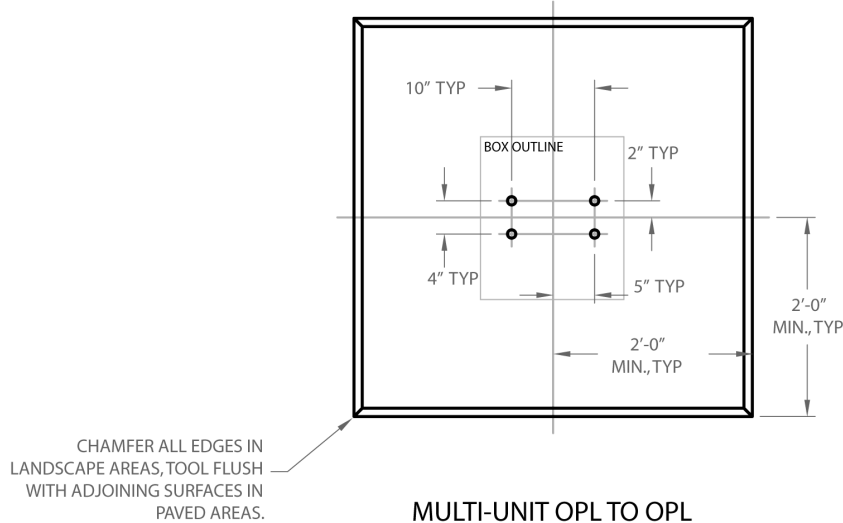 10” TYP
BOX OUTLINE
2” TYP
4” TYP
5” TYP
2’-0”
MIN., TYP
2’-0”
MIN., TYP
CHAMFER ALL EDGES IN
LANDSCAPE AREAS, TOOL FLUSH
WITH ADJOINING SURFACES IN
PAVED AREAS.
MULTI-UNIT OPL TO OPL